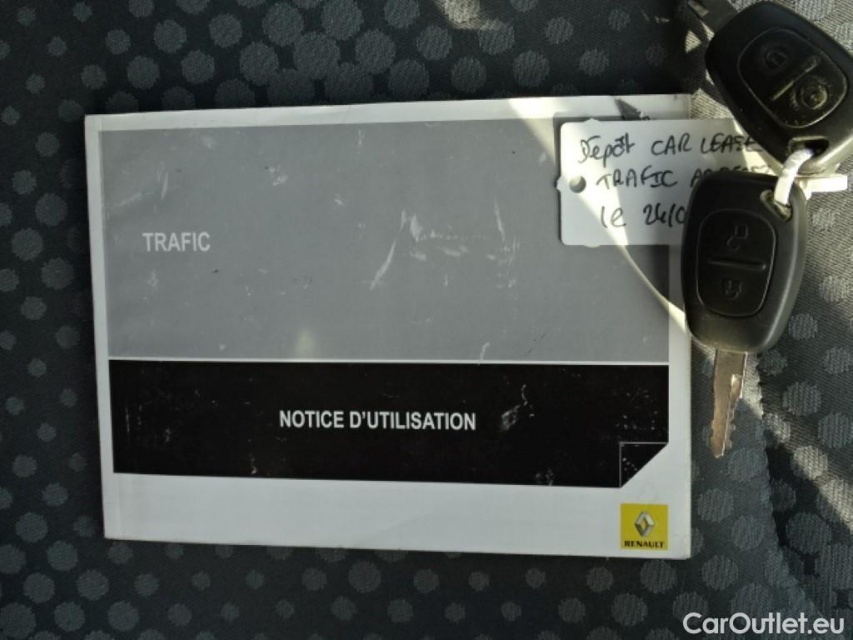 Dépôt CAR LEASE
TRAFIC
le 24/0
TRAFIC
NOTICE D'UTILISATION
RENAULT
CarOutlet.eu